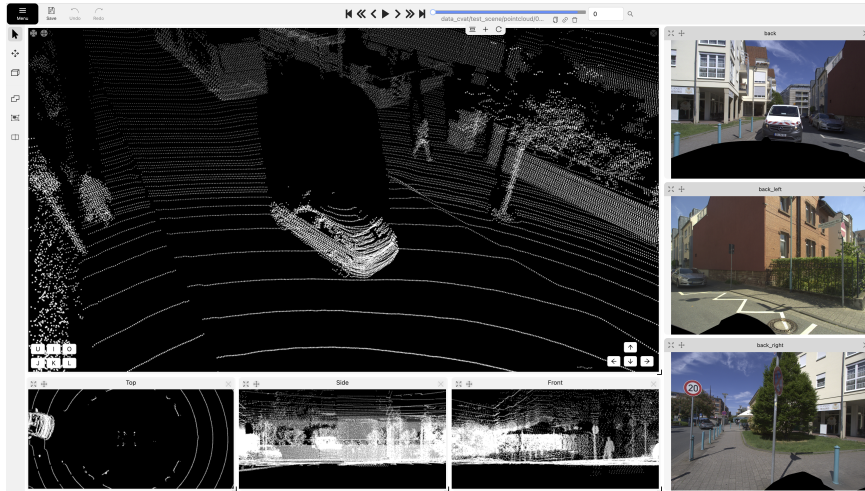 Menu
Save
Undo
Redo
data_cvat/test_scene/pointcloud/0...
0
back
back_left
back_right
20
U I O
J K L
Top
Side
Front